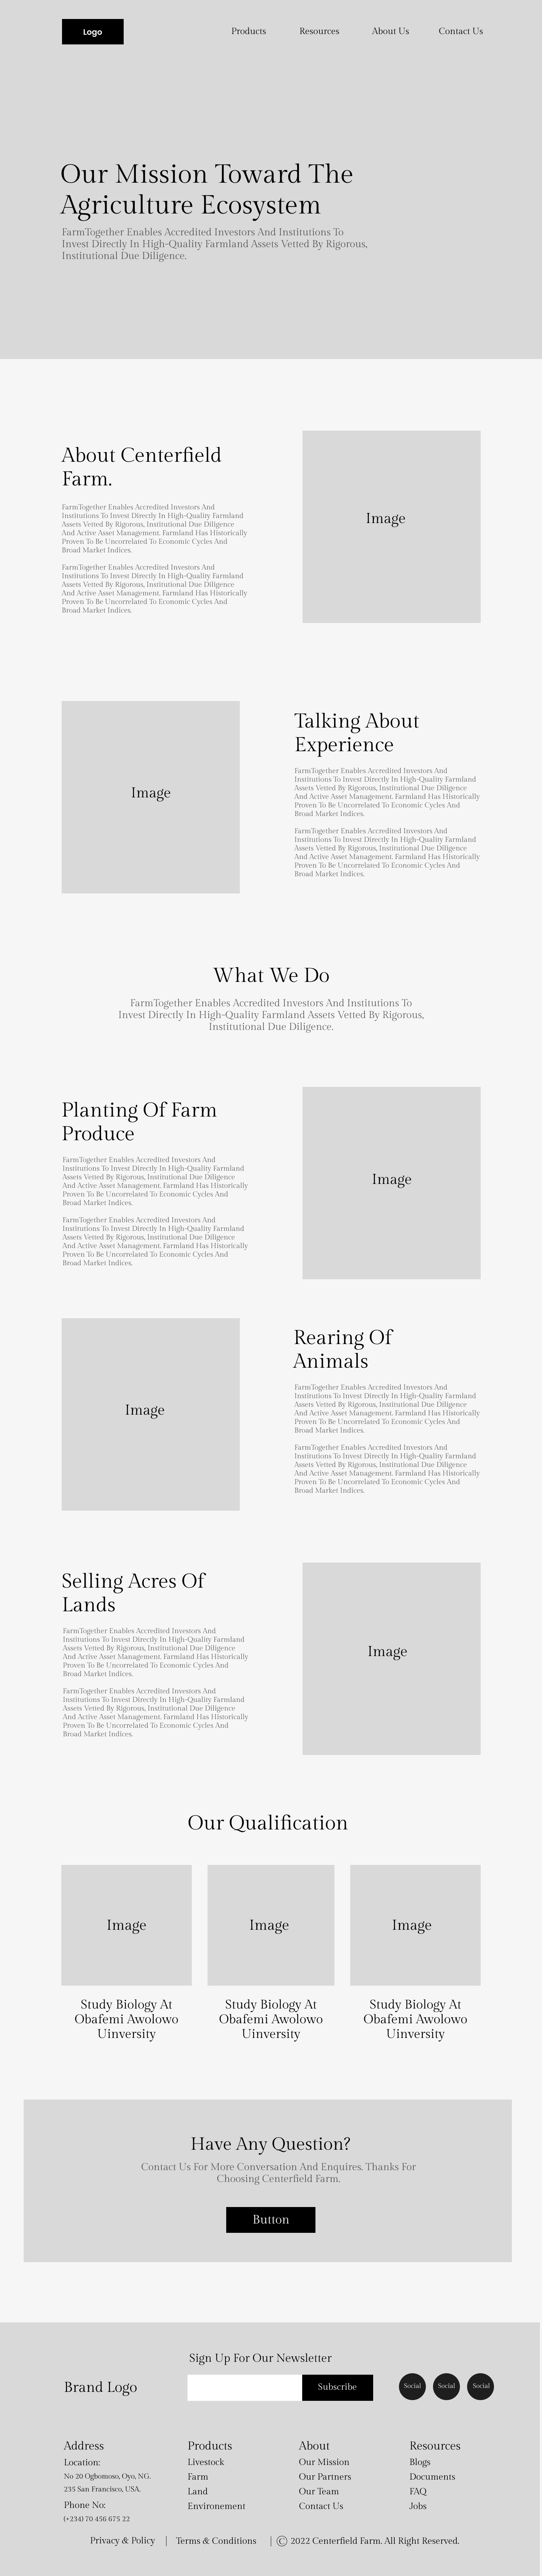 Logo
Products
Resources
About Us
Contact Us
Our Mission Toward The
Agriculture Ecosystem
FarmTogether Enables Accredited Investors And Institutions To
Invest Directly In High-Quality Farmland Assets Vetted By Rigorous,
Institutional Due Diligence.
About Centerfield
Farm.
FarmTogether Enables Accredited Investors And
Institutions To Invest Directly In High-Quality Farmland
Assets Vetted By Rigorous, Institutional Due Diligence
And Active Asset Management. Farmland Has Historically
Proven To Be Uncorrelated To Economic Cycles And
Broad Market Indices.
FarmTogether Enables Accredited Investors And
Institutions To Invest Directly In High-Quality Farmland
Assets Vetted By Rigorous, Institutional Due Diligence
And Active Asset Management. Farmland Has Historically
Proven To Be Uncorrelated To Economic Cycles And
Broad Market Indices.
Image
Image
Talking About
Experience
FarmTogether Enables Accredited Investors And
Institutions To Invest Directly In High-Quality Farmland
Assets Vetted By Rigorous, Institutional Due Diligence
And Active Asset Management. Farmland Has Historically
Proven To Be Uncorrelated To Economic Cycles And
Broad Market Indices.
FarmTogether Enables Accredited Investors And
Institutions To Invest Directly In High-Quality Farmland
Assets Vetted By Rigorous, Institutional Due Diligence
And Active Asset Management. Farmland Has Historically
Proven To Be Uncorrelated To Economic Cycles And
Broad Market Indices.
What We Do
FarmTogether Enables Accredited Investors And Institutions To
Invest Directly In High-Quality Farmland Assets Vetted By Rigorous,
Institutional Due Diligence.
Planting Of Farm
Produce
FarmTogether Enables Accredited Investors And
Institutions To Invest Directly In High-Quality Farmland
Assets Vetted By Rigorous, Institutional Due Diligence
And Active Asset Management. Farmland Has Historically
Proven To Be Uncorrelated To Economic Cycles And
Broad Market Indices.
FarmTogether Enables Accredited Investors And
Institutions To Invest Directly In High-Quality Farmland
Assets Vetted By Rigorous, Institutional Due Diligence
And Active Asset Management. Farmland Has Historically
Proven To Be Uncorrelated To Economic Cycles And
Broad Market Indices.
Image
Image
Rearing Of
Animals
FarmTogether Enables Accredited Investors And
Institutions To Invest Directly In High-Quality Farmland
Assets Vetted By Rigorous, Institutional Due Diligence
And Active Asset Management. Farmland Has Historically
Proven To Be Uncorrelated To Economic Cycles And
Broad Market Indices.
FarmTogether Enables Accredited Investors And
Institutions To Invest Directly In High-Quality Farmland
Assets Vetted By Rigorous, Institutional Due Diligence
And Active Asset Management. Farmland Has Historically
Proven To Be Uncorrelated To Economic Cycles And
Broad Market Indices.
Selling Acres Of
Lands
FarmTogether Enables Accredited Investors And
Institutions To Invest Directly In High-Quality Farmland
Assets Vetted By Rigorous, Institutional Due Diligence
And Active Asset Management. Farmland Has Historically
Proven To Be Uncorrelated To Economic Cycles And
Broad Market Indices.
FarmTogether Enables Accredited Investors And
Institutions To Invest Directly In High-Quality Farmland
Assets Vetted By Rigorous, Institutional Due Diligence
And Active Asset Management. Farmland Has Historically
Proven To Be Uncorrelated To Economic Cycles And
Broad Market Indices.
Image
Our Qualification
Image
Image
Image
Study Biology At
Obafemi Awolowo
Uinversity
Study Biology At
Obafemi Awolowo
Uinversity
Study Biology At
Obafemi Awolowo
Uinversity
Have Any Question?
Contact Us For More Conversation And Enquires. Thanks For
Choosing Centerfield Farm.
Button
Sign Up For Our Newsletter
Brand Logo
Subscribe
Social
Social
Social
Address
Location:
No 20 Ogbomoso, Oyo, NG.
235 San Francisco, USA.
Phone No:
(+234) 70 456 675 22
Products
Livestock
Farm
Land
Environement
About
Our Mission
Our Partners
Our Team
Contact Us
Resources
Blogs
Documents
FAQ
Jobs
Privacy & Policy | Terms & Conditions | © 2022 Centerfield Farm. All Right Reserved.